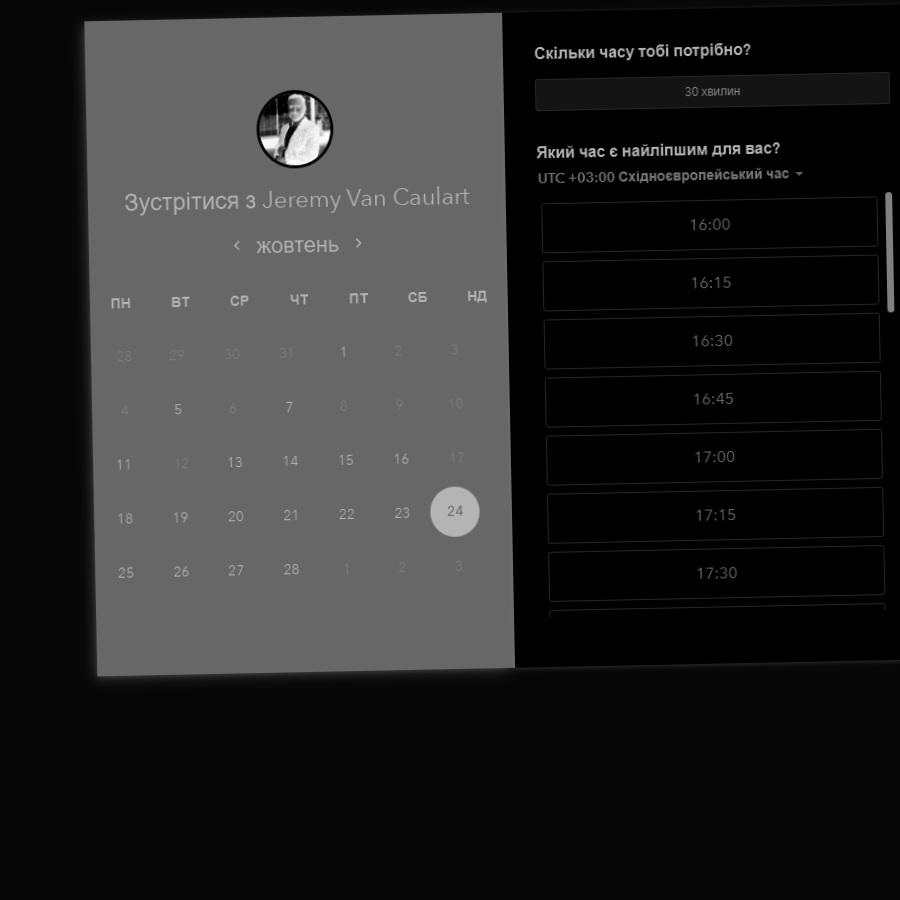 Зустрітися з Jeremy Van Caulart
жовтень
ПН ВТ СР ЧТ ПТ СБ НД
28 29 30 31 1 2 3
4 5 6 7 8 9 10
11 12 13 14 15 16 17
18 19 20 21 22 23 24
25 26 27 28 1 2 3
Скільки часу тобі потрібно?
30 хвилин
Який час є найліпшим для вас?
UTC +03:00 Східноєвропейський час
16:00
16:15
16:30
16:45
17:00
17:15
17:30